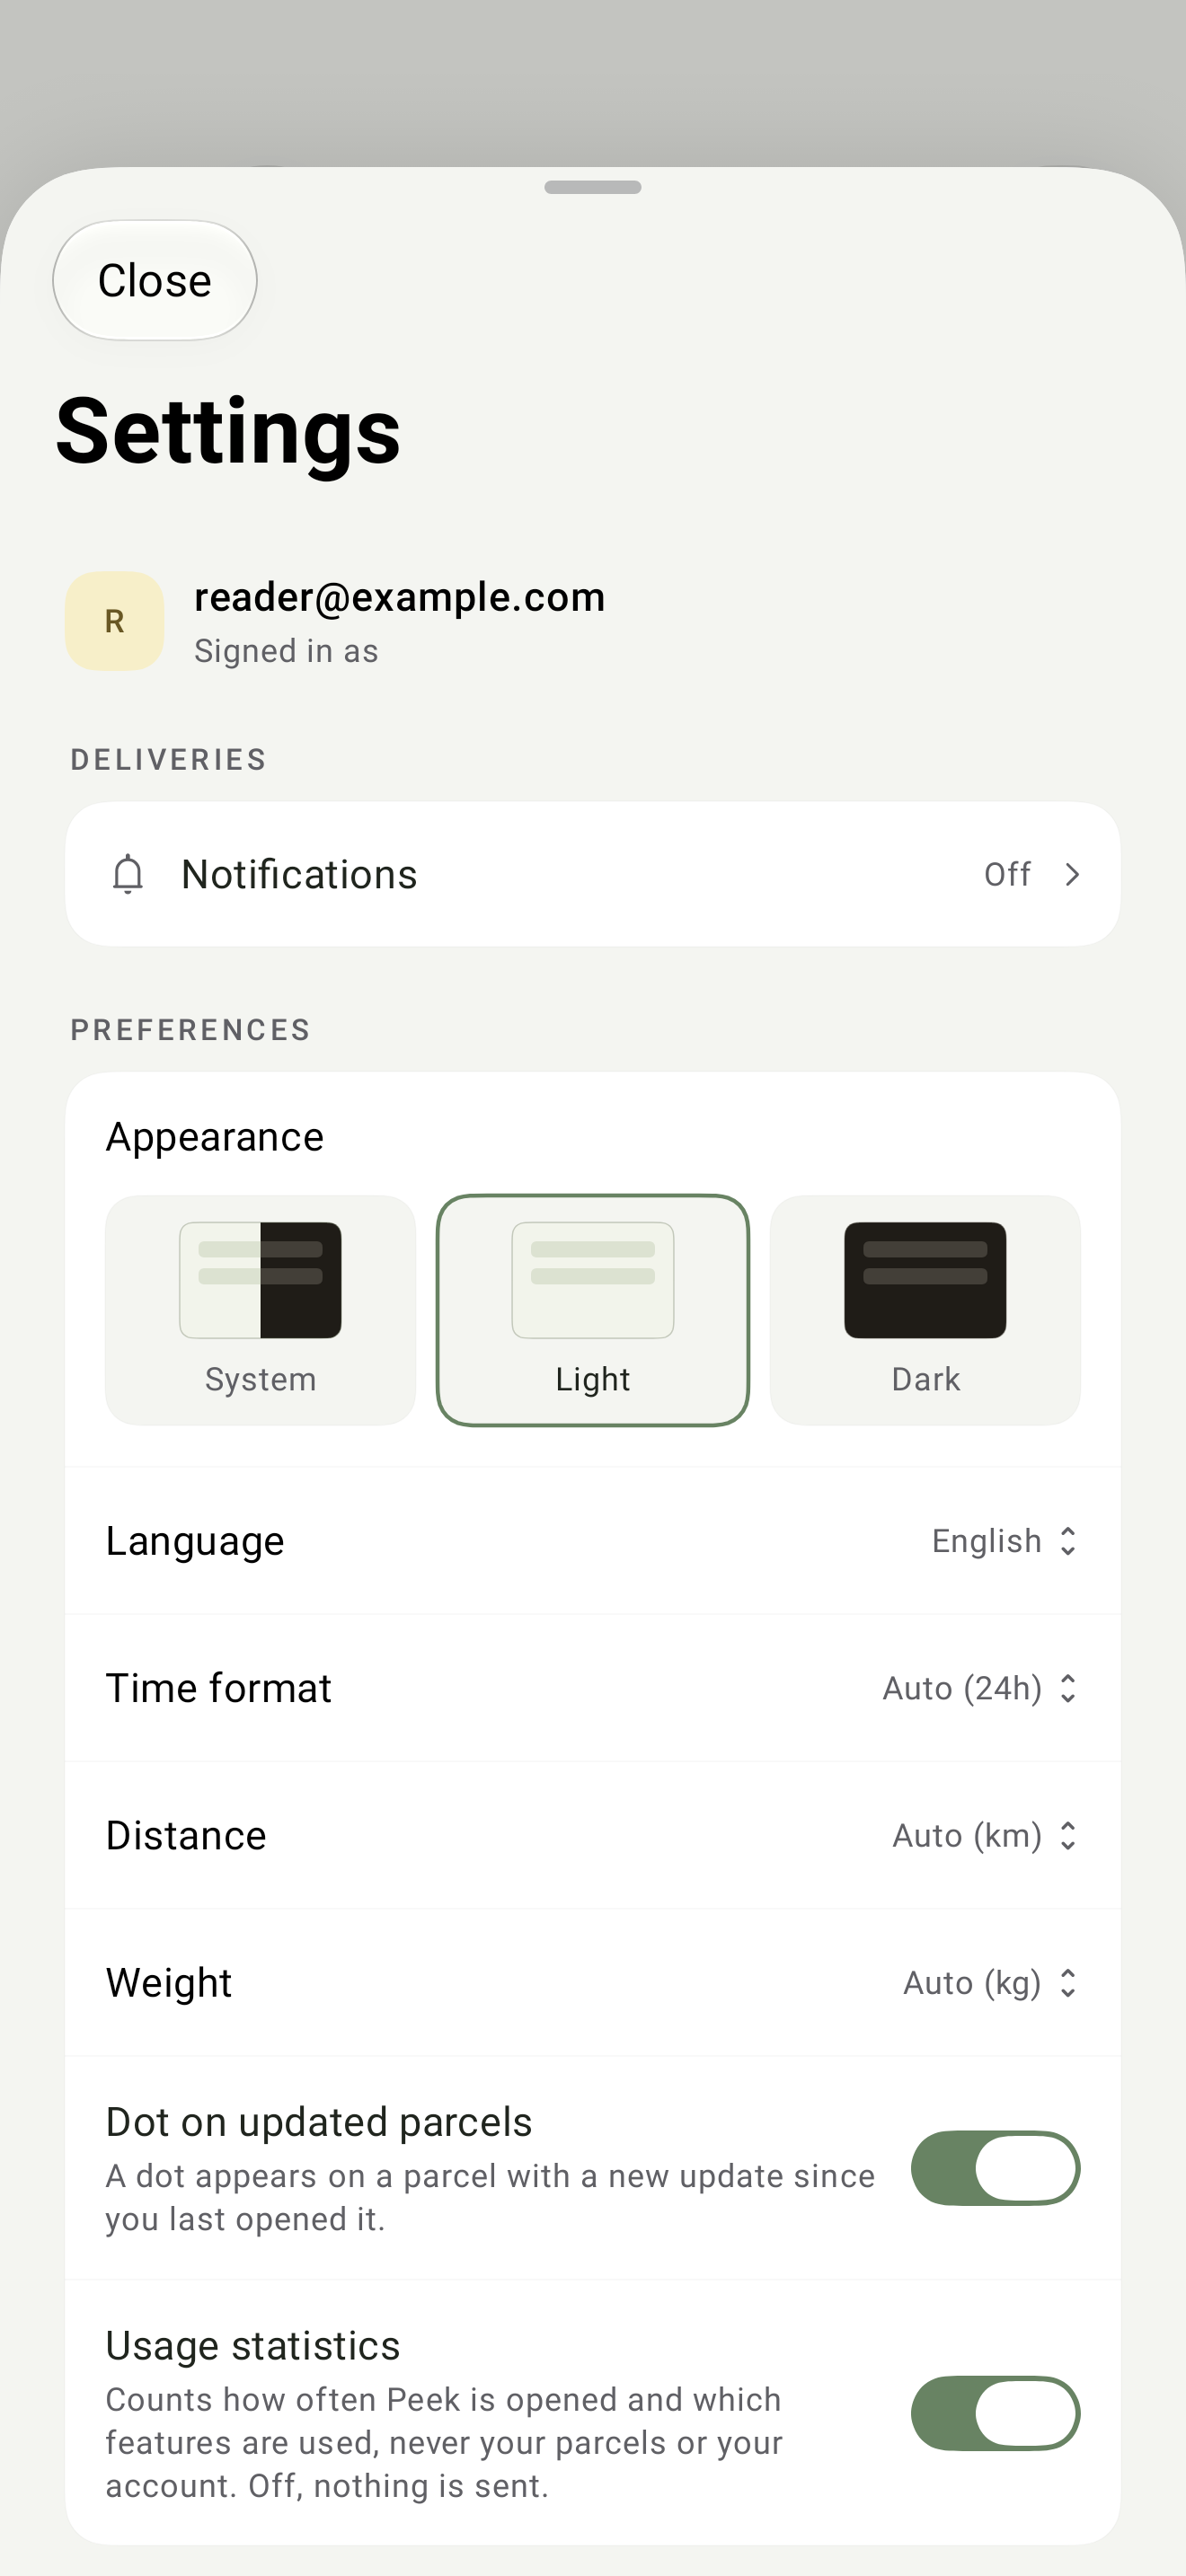 Close
Settings
R
reader@example.com
Signed in as
DELIVERIES
Notifications
Off
PREFERENCES
Appearance
System
Light
Dark
Language
English
Time format
Auto (24h)
Distance
Auto (km)
Weight
Auto (kg)
Dot on updated parcels
A dot appears on a parcel with a new update since
you last opened it.
Usage statistics
Counts how often Peek is opened and which
features are used, never your parcels or your
account. Off, nothing is sent.